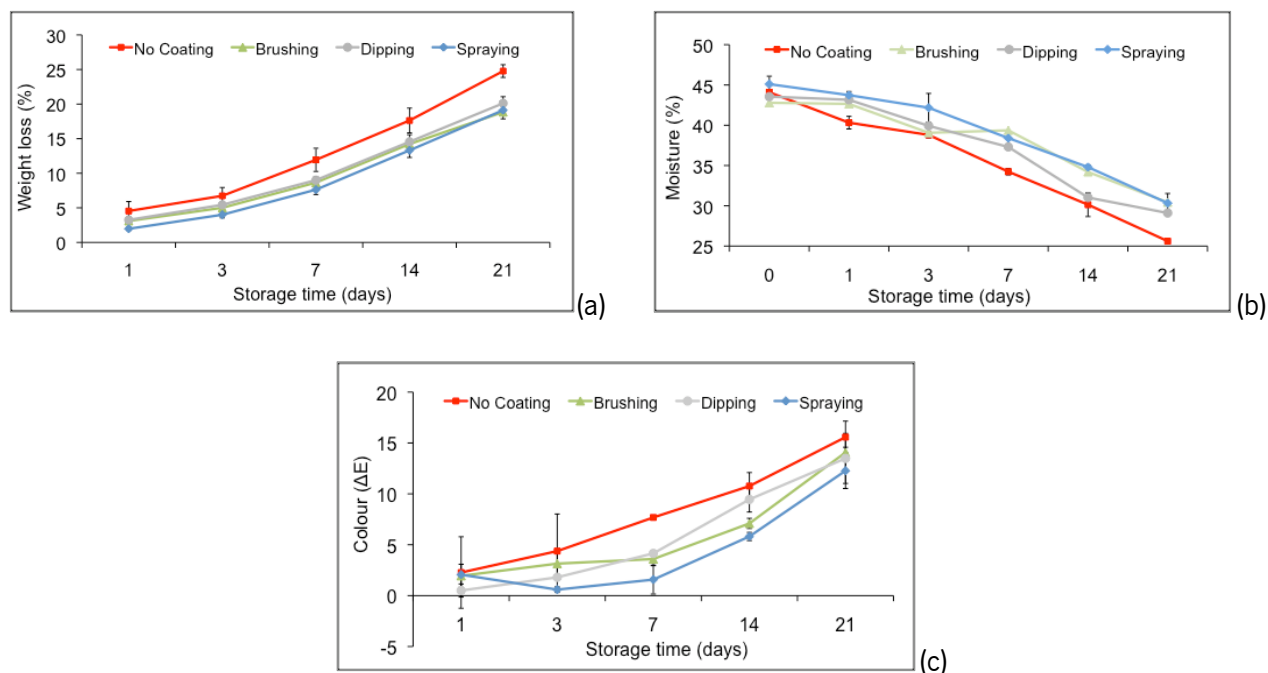 30
25
20
15
10
5
0
Weight loss (%)
No Coating Brushing Dipping Spraying
1 3 7 14 21
Storage time (days)
(a)
50
45
40
35
30
25
Moisture (%)
No Coating Brushing Dipping Spraying
0 1 3 7 14 21
Storage time (days)
(b)
20
15
10
5
0
-5
Colour (ΔE)
No Coating Brushing Dipping Spraying
1 3 7 14 21
Storage time (days)
(c)